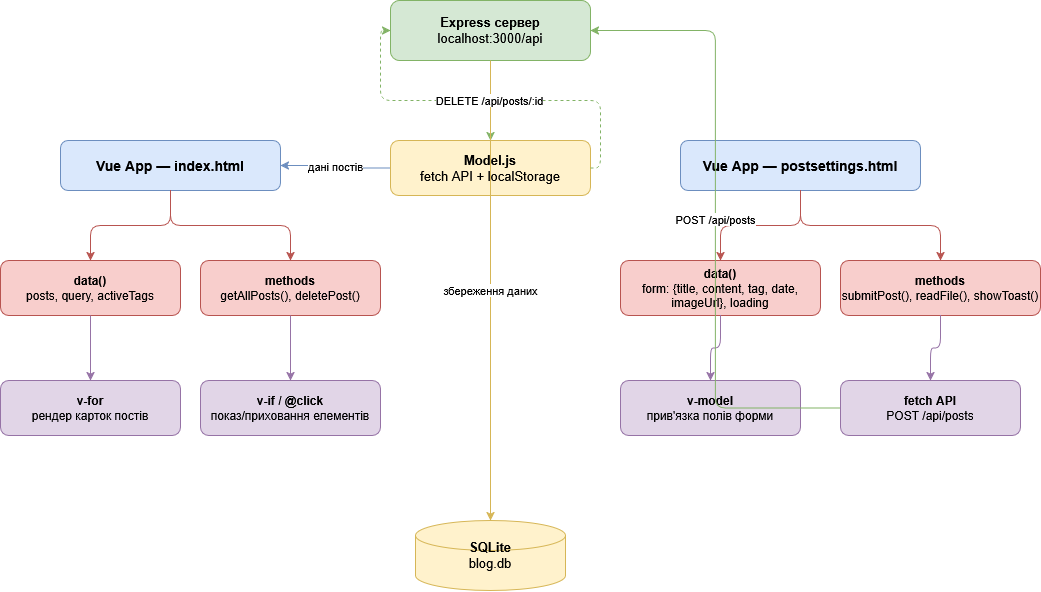 Express сервер
localhost:3000/api
DELETE /api/posts/:id
Vue App — index.html
дані постів
Model.js
fetch API + localStorage
Vue App — postsettings.html
POST /api/posts
data()
posts, query, activeTags
methods
getAllPosts(), deletePost()
збереження даних
data()
form: {title, content, tag, date,
imageUrl}, loading
methods
submitPost(), readFile(), showToast()
v-for
рендер карток постів
v-if / @click
показ/приховання елементів
v-model
прив'язка полів форми
fetch API
POST /api/posts
SQLite
blog.db